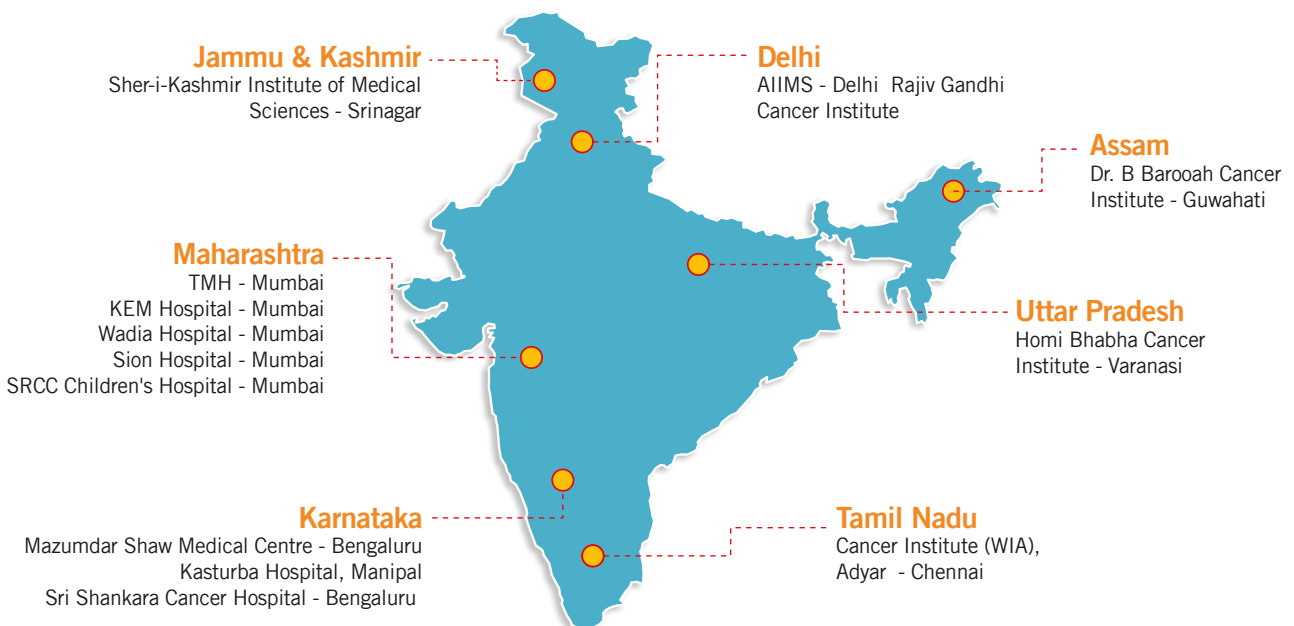 Jammu & Kashmir
Sher-i-Kashmir Institute of Medical
Sciences - Srinagar
Delhi
AIIMS - Delhi  Rajiv Gandhi
Cancer Institute
Assam
Dr. B Barooah Cancer
Institute - Guwahati
Maharashtra
TMH - Mumbai
KEM Hospital - Mumbai
Wadia Hospital - Mumbai
Sion Hospital - Mumbai
SRCC Children's Hospital - Mumbai
Uttar Pradesh
Homi Bhabha Cancer
Institute - Varanasi
Karnataka
Mazumdar Shaw Medical Centre - Bengaluru
Kasturba Hospital, Manipal
Sri Shankara Cancer Hospital - Bengaluru
Tamil Nadu
Cancer Institute (WIA),
Adyar  - Chennai